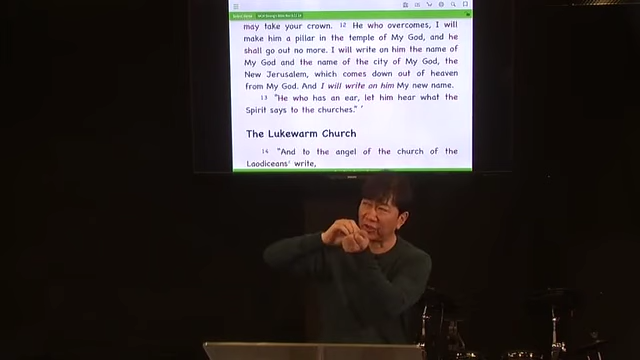 may take your crown. 12 He who overcomes, I will
make him a pillar in the temple of My God, and he
shall go out no more. I will write on him the name of
My God and the name of the city of My God, the
New Jerusalem, which comes down out of heaven
from My God. And I will write on him My new name.
13 "He who has an ear, let him hear what the
Spirit says to the churches." '
The Lukewarm Church
14 "And to the angel of the church of the
Laodiceans' write,